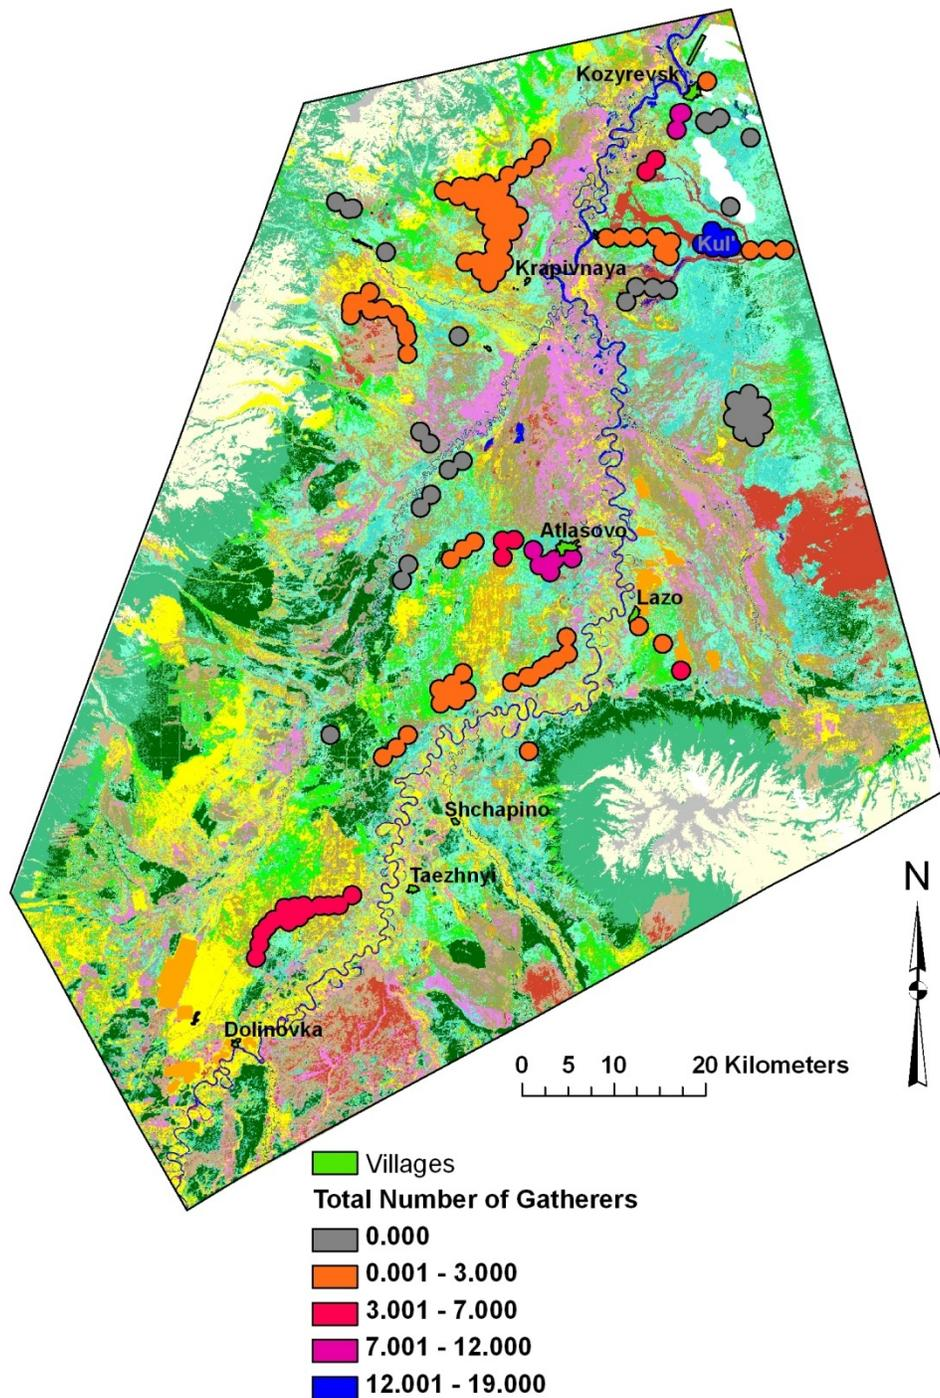 Kozyrevsk
Kul'
Krapivnaya
Atlasovo
Lazo
Shchapino
Taezhnyi
N
Dolinovka
0 5 10 20 Kilometers
Villages
Total Number of Gatherers
0.000
0.001 - 3.000
3.001 - 7.000
7.001 - 12.000
12.001 - 19.000